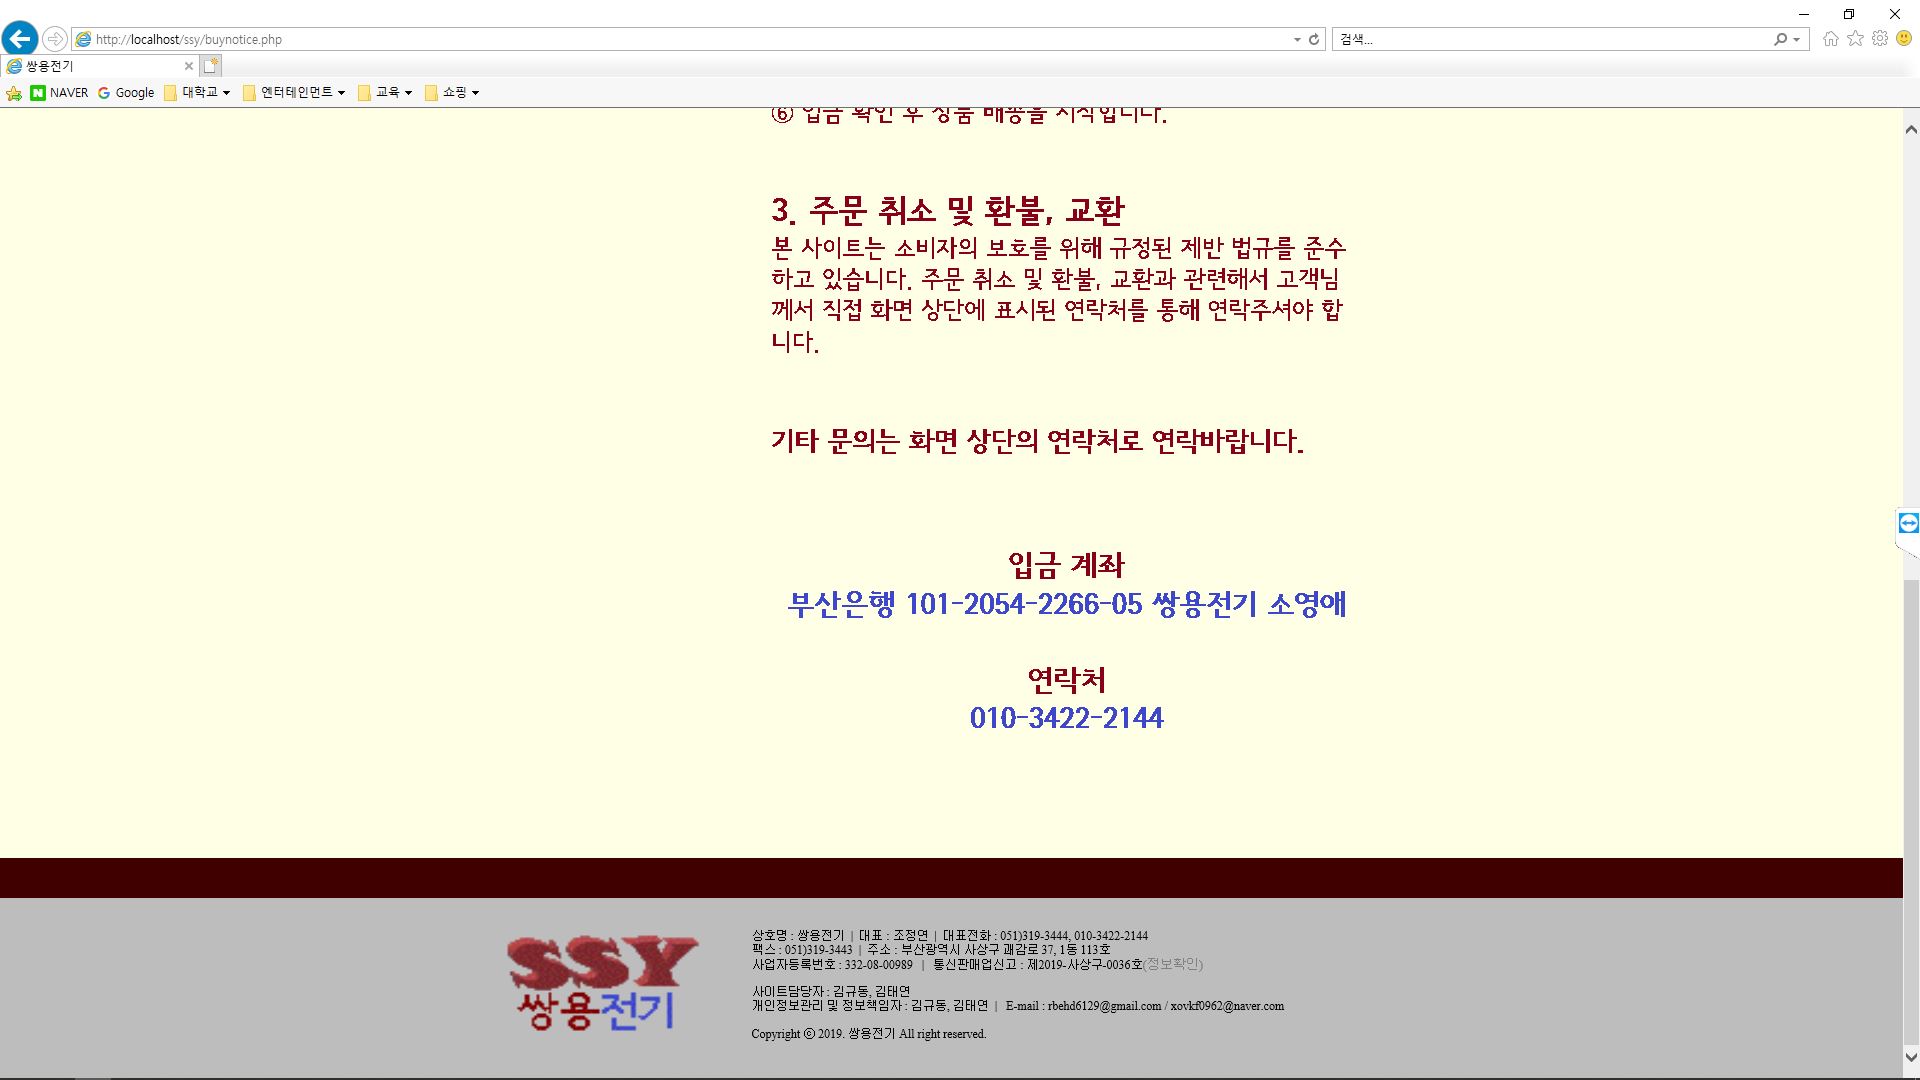 http://localhost/ssy/buynotice.php
검색...
쌍용전기
NAVER Google 대학교 엔터테인먼트 교육 쇼핑
⑥ 입금 확인 후 상품 배송을 시작합니다.
3. 주문 취소 및 환불, 교환
본 사이트는 소비자의 보호를 위해 규정된 제반 법규를 준수
하고 있습니다. 주문 취소 및 환불, 교환과 관련해서 고객님
께서 직접 화면 상단에 표시된 연락처를 통해 연락주셔야 합
니다.
기타 문의는 화면 상단의 연락처로 연락바랍니다.
입금 계좌
부산은행 101-2054-2266-05 쌍용전기 소영애
연락처
010-3422-2144
SSY
쌍용전기
상호명 : 쌍용전기 | 대표 : 조정연 | 대표전화 : 051)319-3444, 010-3422-2144
팩스 : 051)319-3443 | 주소 : 부산광역시 사상구 괘감로 37, 1동 113호
사업자등록번호 : 332-08-00989 | 통신판매업신고 : 제2019-사상구-0036호(정보확인)
사이트담당자 : 김규동, 김태연
개인정보관리 및 정보책임자 : 김규동, 김태연 | E-mail : rbehd6129@gmail.com / xovkf0962@naver.com
Copyright ⓒ 2019. 쌍용전기 All right reserved.